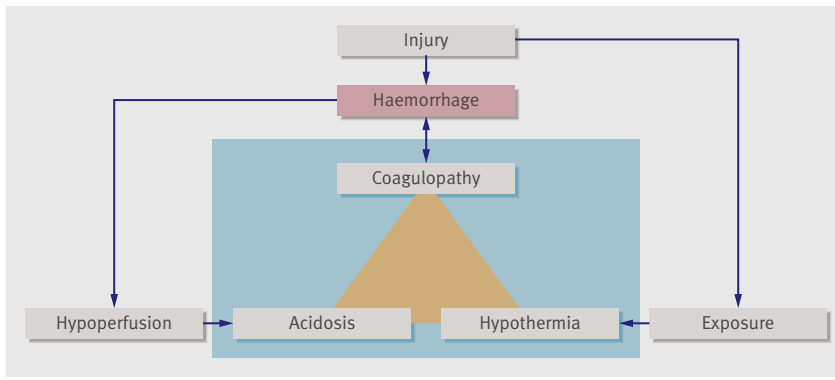 Injury
Haemorrhage
Coagulopathy
Hypoperfusion
Acidosis
Hypothermia
Exposure